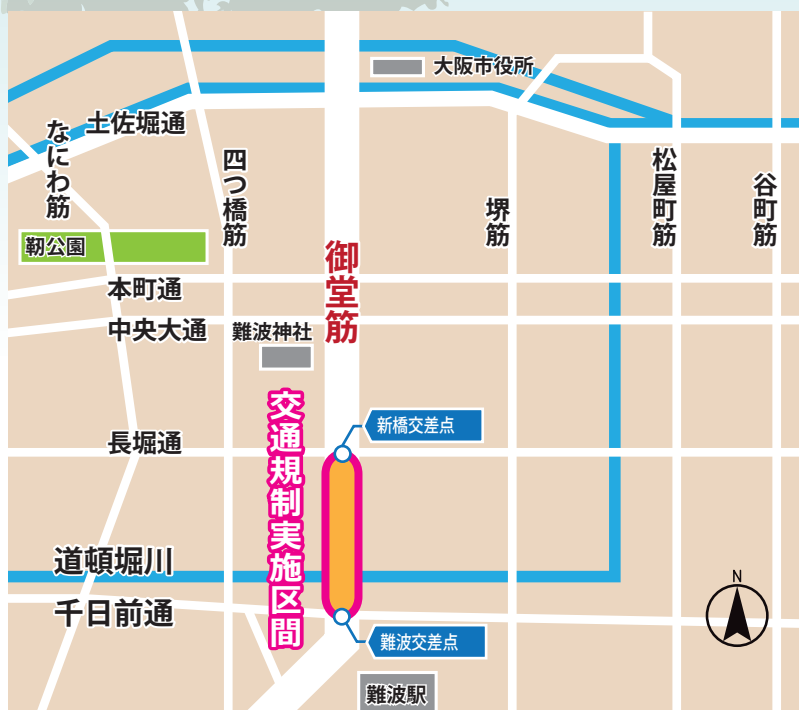 大阪市役所
土佐堀通
なにわ筋
四つ橋筋
堺筋
松屋町筋
谷町筋
靭公園
御堂筋
本町通
中央大通
難波神社
交通規制実施区間
新橋交差点
長堀通
道頓堀川
千日前通
N
難波交差点
難波駅